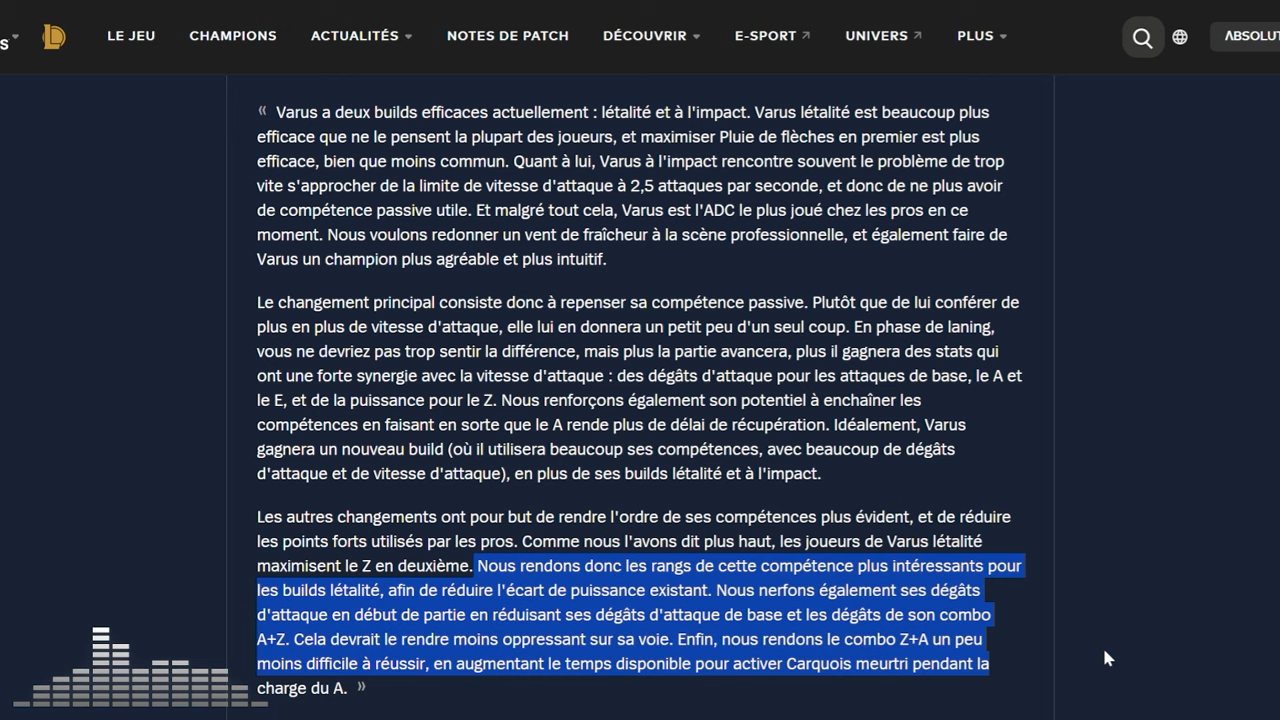 S
LE JEU CHAMPIONS ACTUALITÉS NOTES DE PATCH DÉCOUVRIR E-SPORT UNIVERS PLUS ABSOLUT
« Varus a deux builds efficaces actuellement : létalité et à l'impact. Varus létalité est beaucoup plus
efficace que ne le pensent la plupart des joueurs, et maximiser Pluie de flèches en premier est plus
efficace, bien que moins commun. Quant à lui, Varus à l'impact rencontre souvent le problème de trop
vite s'approcher de la limite de vitesse d'attaque à 2,5 attaques par seconde, et donc de ne plus avoir
de compétence passive utile. Et malgré tout cela, Varus est l'ADC le plus joué chez les pros en ce
moment. Nous voulons redonner un vent de fraîcheur à la scène professionnelle, et également faire de
Varus un champion plus agréable et plus intuitif.
Le changement principal consiste donc à repenser sa compétence passive. Plutôt que de lui conférer de
plus en plus de vitesse d'attaque, elle lui en donnera un petit peu d'un seul coup. En phase de laning,
vous ne devriez pas trop sentir la différence, mais plus la partie avancera, plus il gagnera des stats qui
ont une forte synergie avec la vitesse d'attaque : des dégâts d'attaque pour les attaques de base, le A et
le E, et de la puissance pour le Z. Nous renforçons également son potentiel à enchaîner les
compétences en faisant en sorte que le A rende plus de délai de récupération. Idéalement, Varus
gagnera un nouveau build (où il utilisera beaucoup ses compétences, avec beaucoup de dégâts
d'attaque et de vitesse d'attaque), en plus de ses builds létalité et à l'impact.
Les autres changements ont pour but de rendre l'ordre de ses compétences plus évident, et de réduire
les points forts utilisés par les pros. Comme nous l'avons dit plus haut, les joueurs de Varus létalité
maximisent le Z en deuxième. Nous rendons donc les rangs de cette compétence plus intéressants pour
les builds létalité, afin de réduire l'écart de puissance existant. Nous nerfons également ses dégâts
d'attaque en début de partie en réduisant ses dégâts d'attaque de base et les dégâts de son combo
A+Z. Cela devrait le rendre moins oppressant sur sa voie. Enfin, nous rendons le combo Z+A un peu
moins difficile à réussir, en augmentant le temps disponible pour activer Carquois meurtri pendant la
charge du A. »